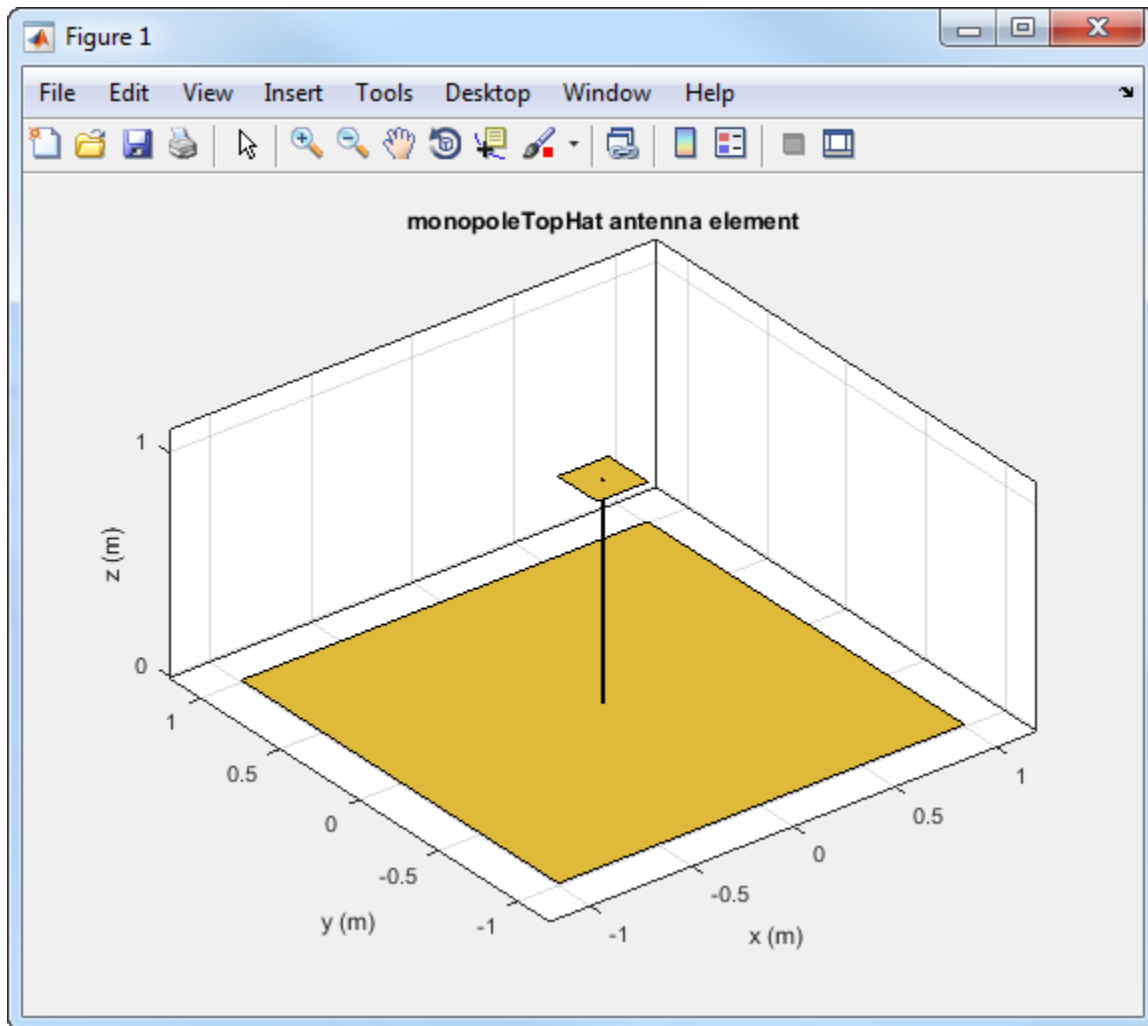 Figure 1
File Edit View Insert Tools Desktop Window Help
monopoleTopHat antenna element
1
z (m)
0
1
0.5
0
-0.5
-1
y (m)
1
0.5
0
-0.5
-1
x (m)